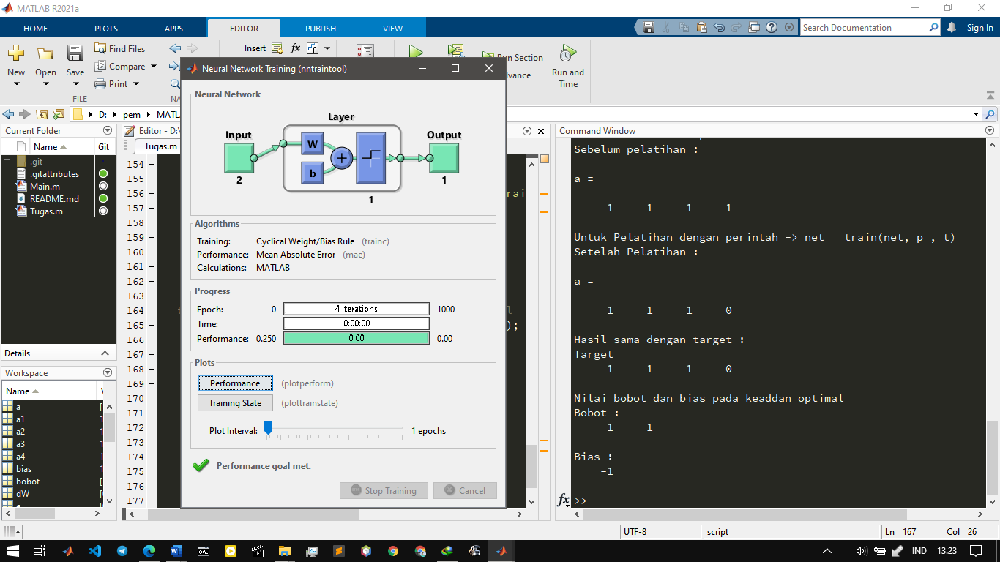 MATLAB R2021a
HOME PLOTS APPS EDITOR PUBLISH VIEW
Search Documentation
Sign In
New Open Save
Find Files
Compare
Print
FILE
Insert
fx
Run Section
Run and Time
D: pem
Current Folder
Name Git
.git
.gitattributes
Main.m
README.md
Tugas.m
Details
Workspace
Name
a
a1
a2
a3
a4
bias
bobot
dW
Tugas.m
154
155
156
157
158
159
160
161
162
163
164
165
166
167
168
169
170
171
172
173
174
175
176
177
);
Neural Network Training (nntraintool)
Neural Network
Layer
Input
Output
W
b
2
1
1
Algorithms
Training: Cyclical Weight/Bias Rule (trainc)
Performance: Mean Absolute Error (mae)
Calculations: MATLAB
Progress
Epoch: 0 4 iterations 1000
Time: 0:00:00
Performance: 0.250 0.00 0.00
Plots
Performance (plotperform)
Training State (plottrainstate)
Plot Interval: 1 epochs
Performance goal met.
Stop Training Cancel
Command Window
Sebelum pelatihan :
a =
1 1 1 1
Untuk Pelatihan dengan perintah -> net = train(net, p , t)
Setelah Pelatihan :
a =
1 1 1 0
Hasil sama dengan target :
Target
1 1 1 0
Nilai bobot dan bias pada keaddan optimal
Bobot :
1 1
Bias :
-1
fx >>
UTF-8 script Ln 167 Col 26
IND 13.23